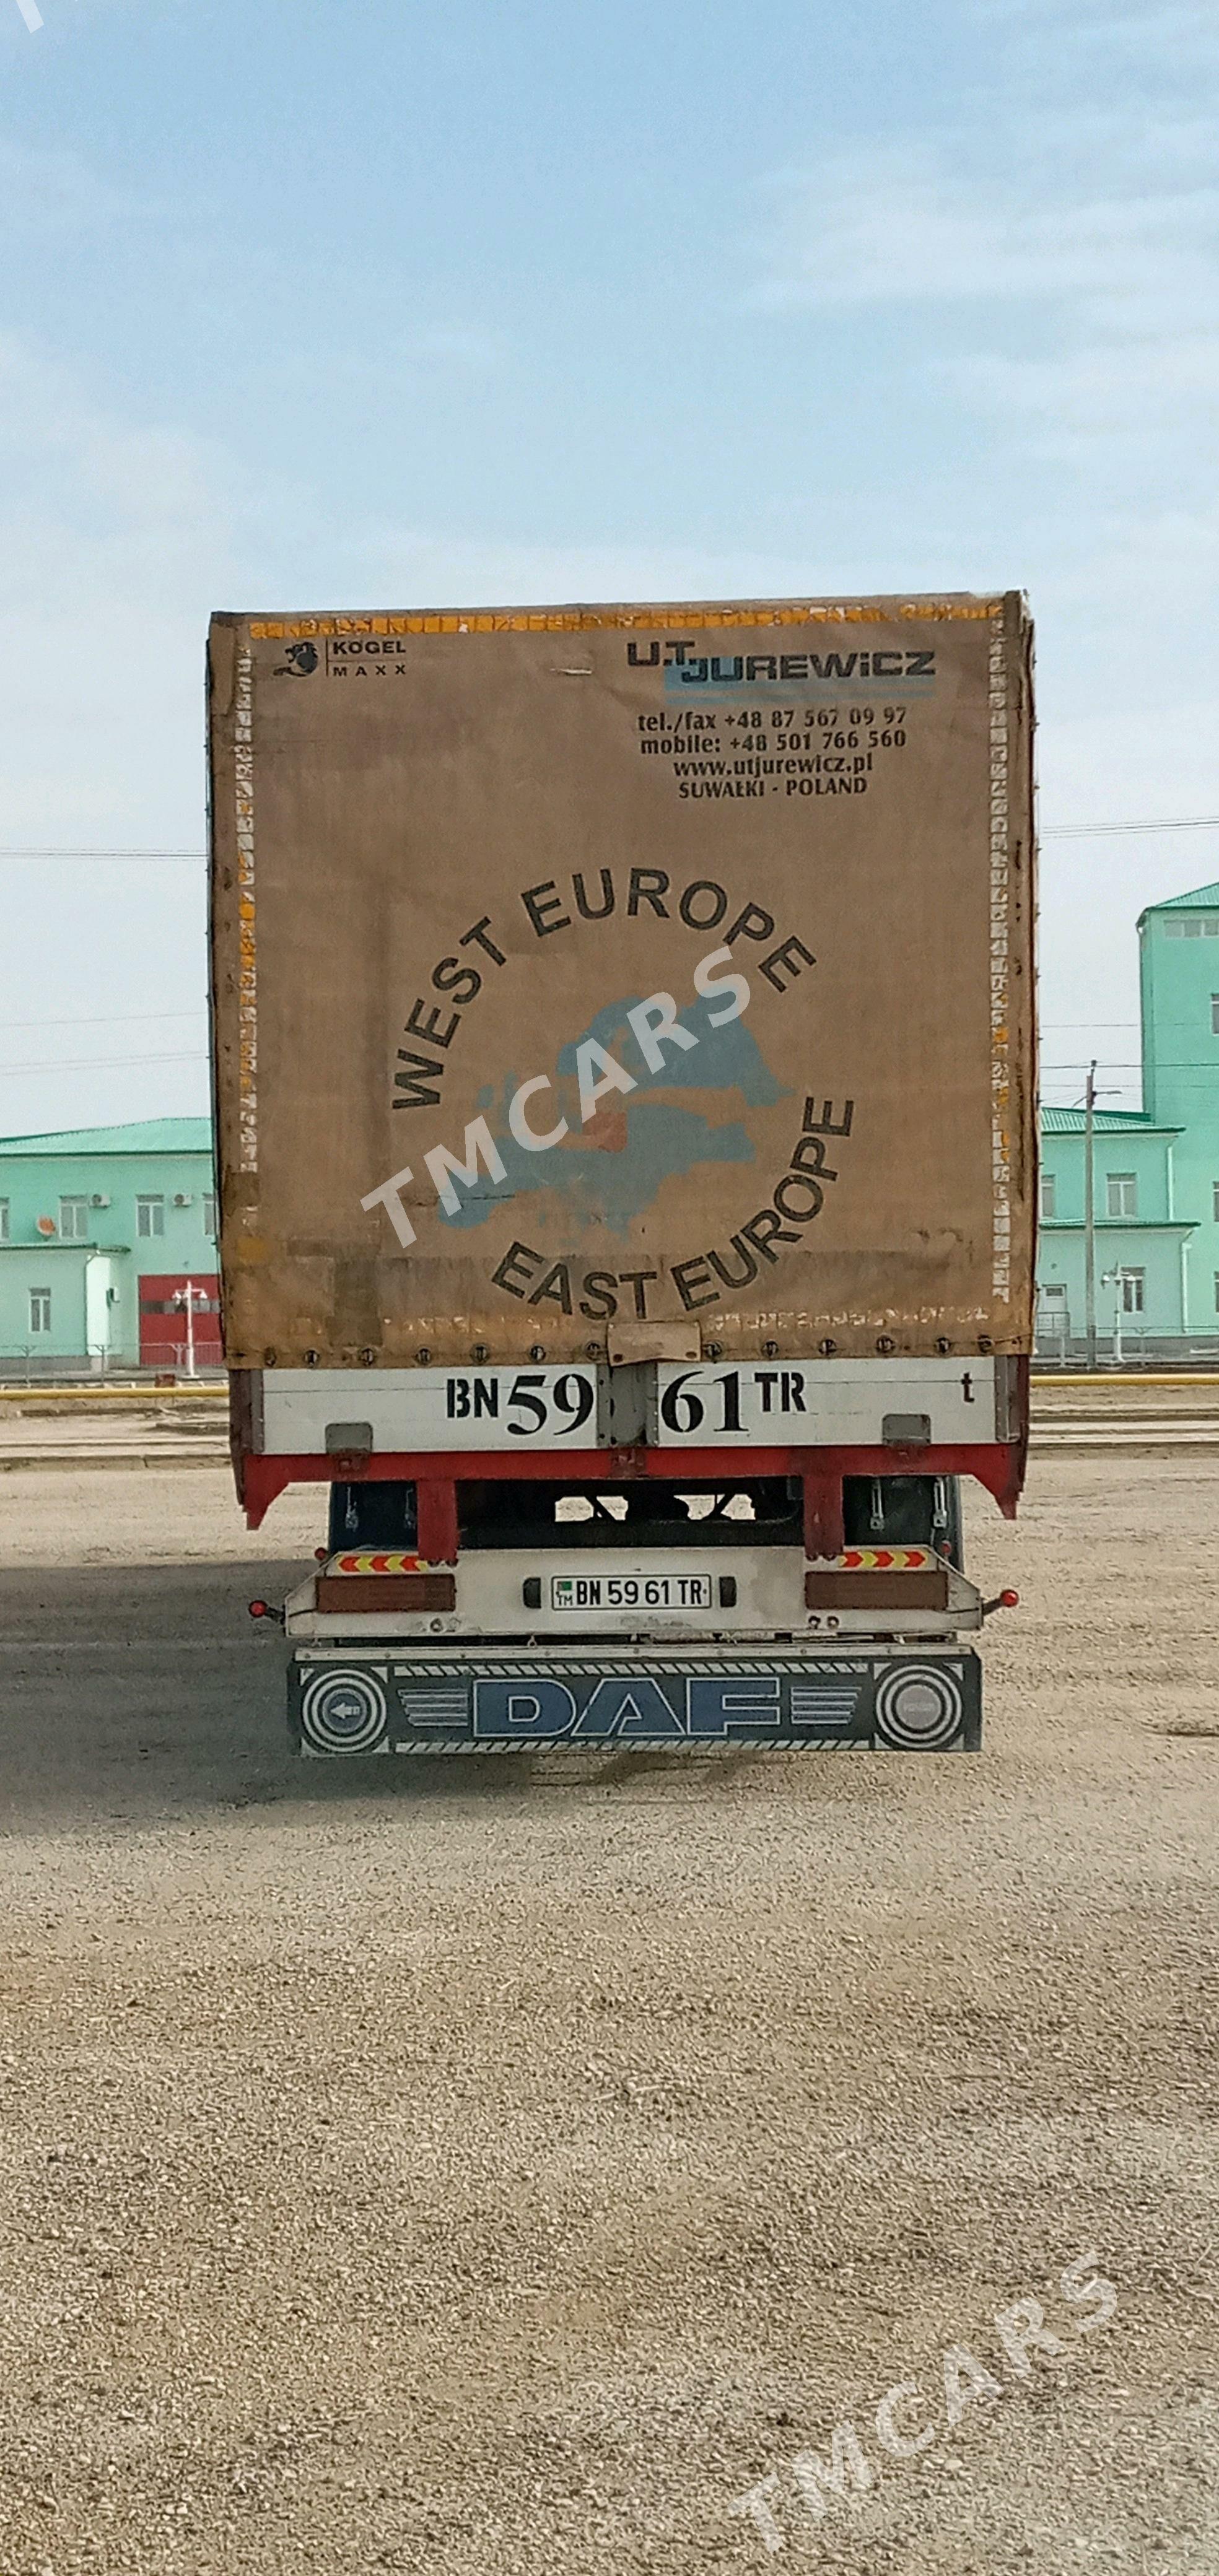 KÖGEL
MAXX
U.T.JUREWiCZ
tel./fax +48 87 567 09 97
mobile: +48 501 766 560
www.utjurewicz.pl
SUWAŁKI - POLAND
WEST EUROPE
TMCARS
EAST EUROPE
BN 59 61 TR
t
TM BN 59 61 TR
DAF
TMCARS